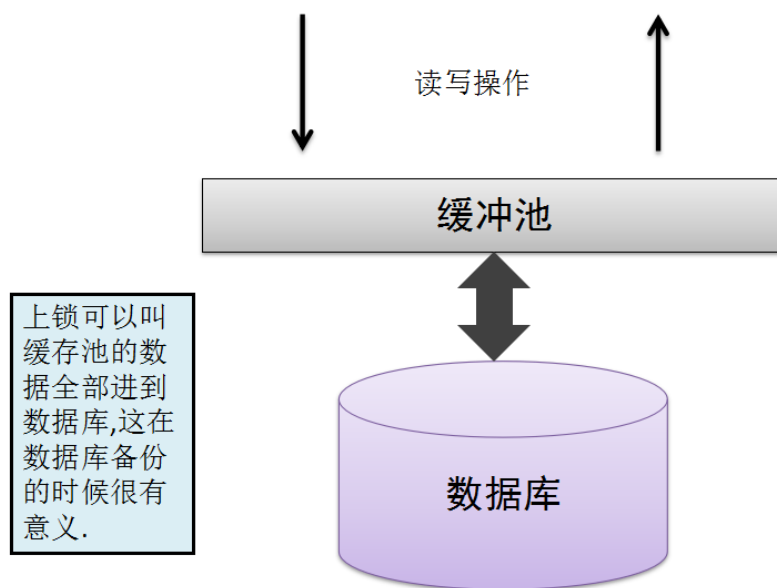 读写操作
缓冲池
上锁可以叫
缓存池的数
据全部进到
数据库,这在
数据库备份
的时候很有
意义.
数据库